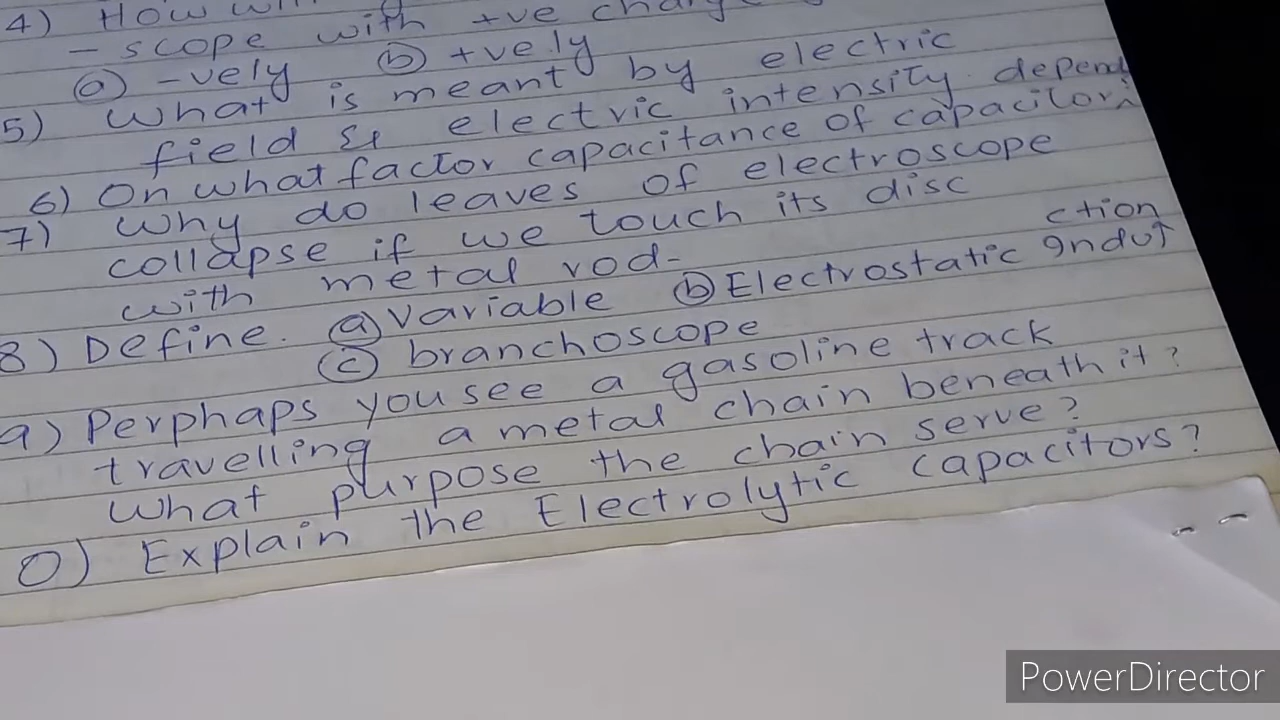 4) How
- scope with +ve charge
(a) -vely (b) +vely
5) What is meant by electric
field & electric intensity.
6) On what factor capacitance of capacitors depend
7) Why do leaves of electroscope
collapse if we touch its disc
with metal rod-
8) Define. (a) Variable (b) Electrostatic Induction
(c) branchoscope
9) Perphaps you see a gasoline track
travelling a metal chain beneath it?
What purpose the chain serve?
0) Explain the Electrolytic capacitors?
PowerDirector